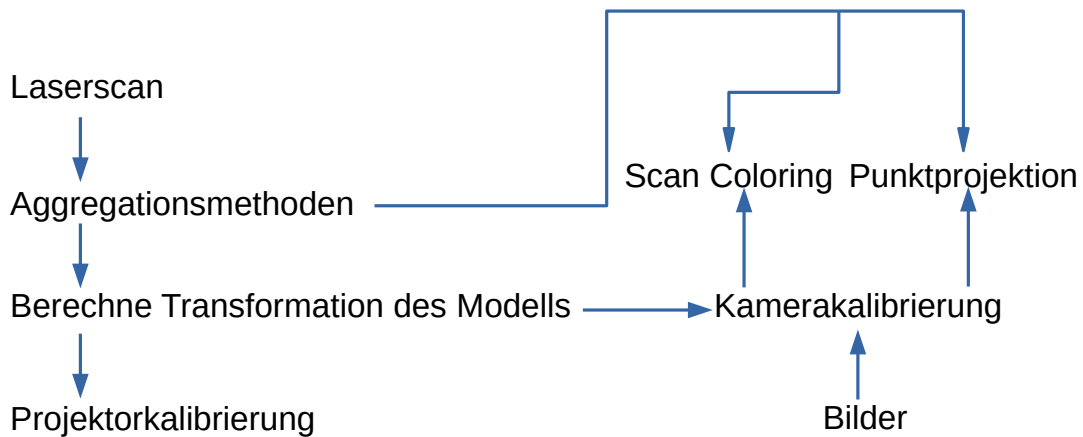 Laserscan
Scan Coloring Punktprojektion
Aggregationsmethoden
Berechne Transformation des Modells Kamerakalibrierung
Projektorkalibrierung Bilder